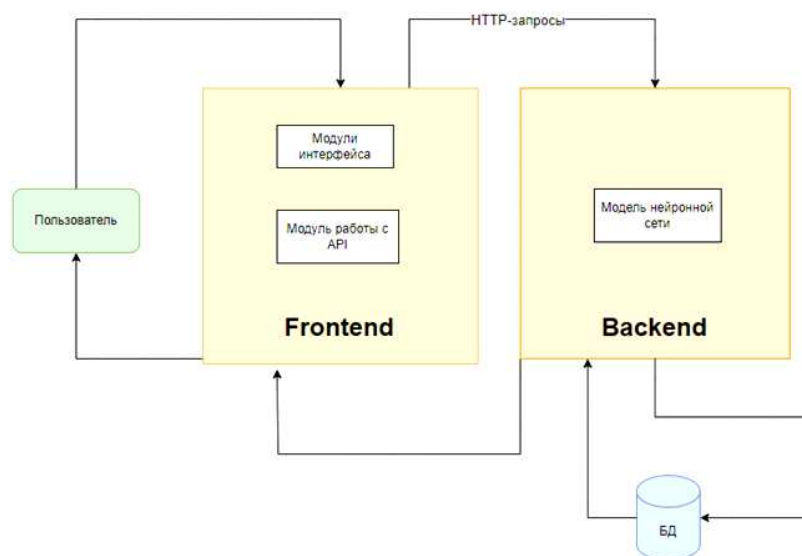 HTTP-запросы
Модули
интерфейса
Пользователь
Модуль работы с
API
Модель нейронной
сети
Frontend
Backend
БД